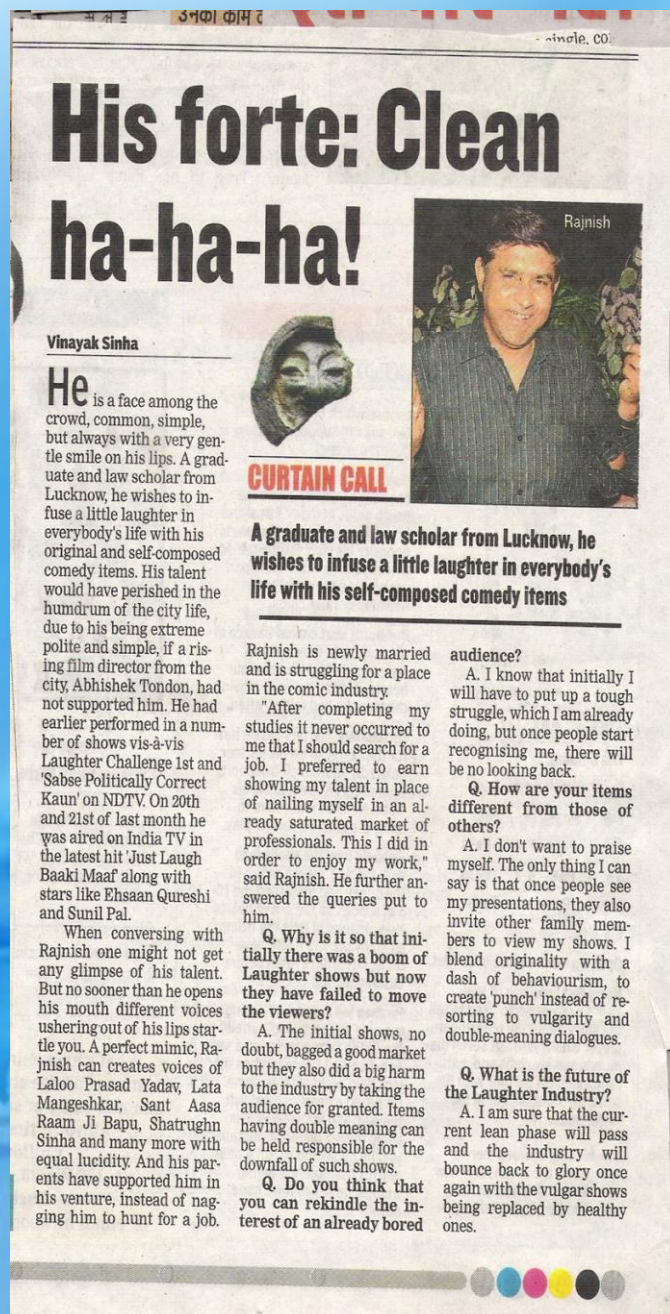 उनका काम
His forte: Clean
ha-ha-ha!
Rajnish
Vinayak Sinha
He is a face among the
crowd, common, simple,
but always with a very gen-
tle smile on his lips. A grad-
uate and law scholar from
Lucknow, he wishes to in-
fuse a little laughter in
everybody's life with his
original and self-composed
comedy items. His talent
would have perished in the
humdrum of the city life,
due to his being extreme
polite and simple, if a ris-
ing film director from the
city, Abhishek Tondon, had
not supported him. He had
earlier performed in a num-
ber of shows vis-â-vis
Laughter Challenge 1st and
'Sabse Politically Correct
Kaun' on NDTV. On 20th
and 21st of last month he
was aired on India TV in
the latest hit 'Just Laugh
Baaki Maaf' along with
stars like Ehsaan Qureshi
and Sunil Pal.
When conversing with
Rajnish one might not get
any glimpse of his talent.
But no sooner than he opens
his mouth different voices
ushering out of his lips star-
tle you. A perfect mimic, Ra-
jnish can creates voices of
Laloo Prasad Yadav, Lata
Mangeshkar, Sant Aasa
Raam Ji Bapu, Shatrughn
Sinha and many more with
equal lucidity. And his par-
ents have supported him in
his venture, instead of nag-
ging him to hunt for a job.
CURTAIN CALL
A graduate and law scholar from Lucknow, he
wishes to infuse a little laughter in everybody's
life with his self-composed comedy items
Rajnish is newly married
and is struggling for a place
in the comic industry.
"After completing my
studies it never occurred to
me that I should search for a
job. I preferred to earn
showing my talent in place
of nailing myself in an al-
ready saturated market of
professionals. This I did in
order to enjoy my work,"
said Rajnish. He further an-
swered the queries put to
him.
Q. Why is it so that ini-
tially there was a boom of
Laughter shows but now
they have failed to move
the viewers?
A. The initial shows, no
doubt, bagged a good market
but they also did a big harm
to the industry by taking the
audience for granted. Items
having double meaning can
be held responsible for the
downfall of such shows.
Q. Do you think that
you can rekindle the in-
terest of an already bored
audience?
A. I know that initially I
will have to put up a tough
struggle, which I am already
doing, but once people start
recognising me, there will
be no looking back.
Q. How are your items
different from those of
others?
A. I don't want to praise
myself. The only thing I can
say is that once people see
my presentations, they also
invite other family mem-
bers to view my shows. I
blend originality with a
dash of behaviourism, to
create 'punch' instead of re-
sorting to vulgarity and
double-meaning dialogues.
Q. What is the future of
the Laughter Industry?
A. I am sure that the cur-
rent lean phase will pass
and the industry will
bounce back to glory once
again with the vulgar shows
being replaced by healthy
ones.